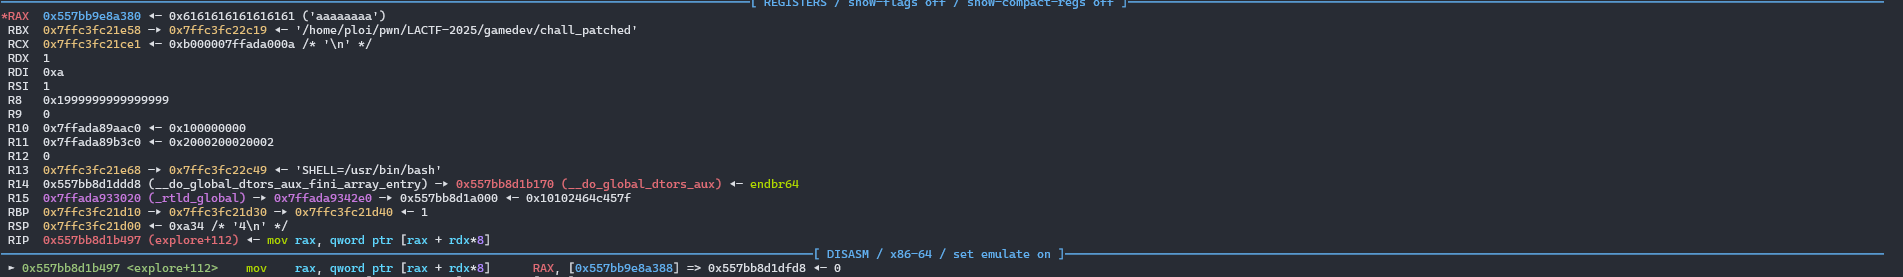 [ REGISTERS / show-flags off / show-compact-regs off ]
*RAX  0x557bb9e8a380 ◂— 0x6161616161616161 ('aaaaaaaa')
 RBX  0x7ffc3fc21e58 —▸ 0x7ffc3fc22c19 ◂— '/home/ploi/pwn/LACTF-2025/gamedev/chall_patched'
 RCX  0x7ffc3fc21ce1 ◂— 0xb000007ffada000a /* '\n' */
 RDX  1
 RDI  0xa
 RSI  1
 R8   0x1999999999999999
 R9   0
 R10  0x7ffada89aac0 ◂— 0x100000000
 R11  0x7ffada89b3c0 ◂— 0x2000200020002
 R12  0
 R13  0x7ffc3fc21e68 —▸ 0x7ffc3fc22c49 ◂— 'SHELL=/usr/bin/bash'
 R14  0x557bb8d1ddd8 (__do_global_dtors_aux_fini_array_entry) —▸ 0x557bb8d1b170 (__do_global_dtors_aux) ◂— endbr64
 R15  0x7ffada933020 (_rtld_global) —▸ 0x7ffada9342e0 —▸ 0x557bb8d1a000 ◂— 0x10102464c457f
 RBP  0x7ffc3fc21d10 —▸ 0x7ffc3fc21d30 —▸ 0x7ffc3fc21d40 ◂— 1
 RSP  0x7ffc3fc21d00 ◂— 0xa34 /* '4\n' */
 RIP  0x557bb8d1b497 (explore+112) ◂— mov rax, qword ptr [rax + rdx*8]
[ DISASM / x86-64 / set emulate on ]
 ► 0x557bb8d1b497 <explore+112>    mov    rax, qword ptr [rax + rdx*8]      RAX, [0x557bb9e8a388] => 0x557bb8d1dfd8 ◂— 0